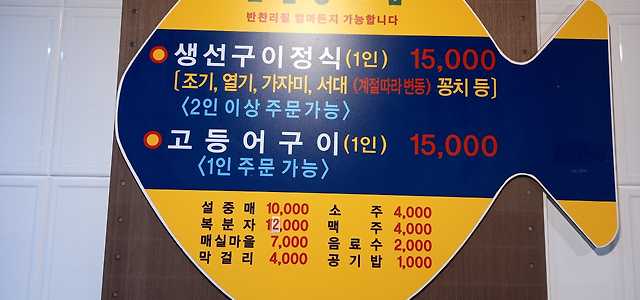 반찬리필 얼마든지 가능합니다
생선구이정식(1인) 15,000
[조기, 열기, 가자미, 서대 (계절따라 변동) 꽁치 등]
<2인 이상 주문가능>
고등어구이(1인) 15,000
<1인 주문 가능>
설중매 10,000 소주 4,000
복분자 12,000 맥주 4,000
매실마을 7,000 음료수 2,000
막걸리 4,000 공기밥 1,000